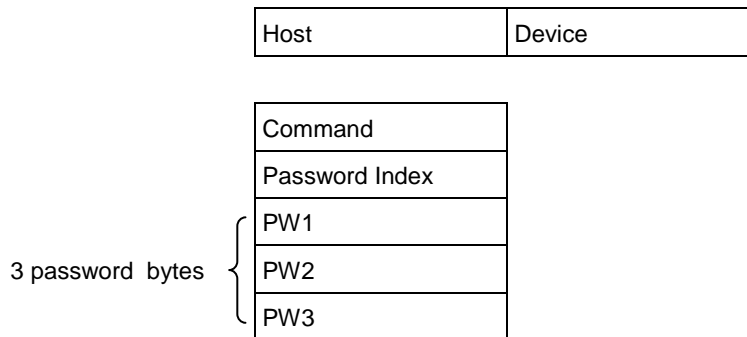 Host Device
Command
Password Index
PW1
3 password bytes PW2
PW3